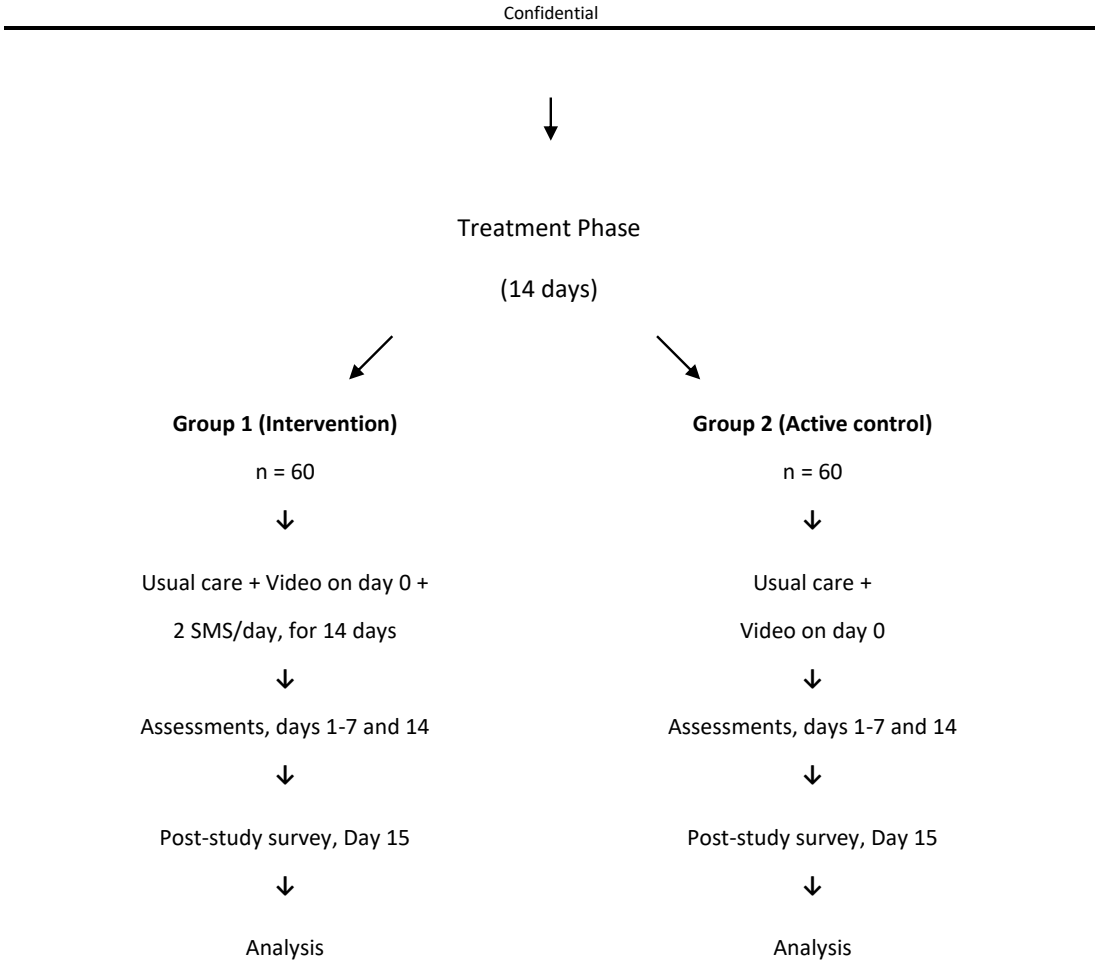 Confidential
Treatment Phase
(14 days)
Group 1 (Intervention)
n = 60
Usual care + Video on day 0 +
2 SMS/day, for 14 days
Assessments, days 1-7 and 14
Post-study survey, Day 15
Analysis
Group 2 (Active control)
n = 60
Usual care +
Video on day 0
Assessments, days 1-7 and 14
Post-study survey, Day 15
Analysis